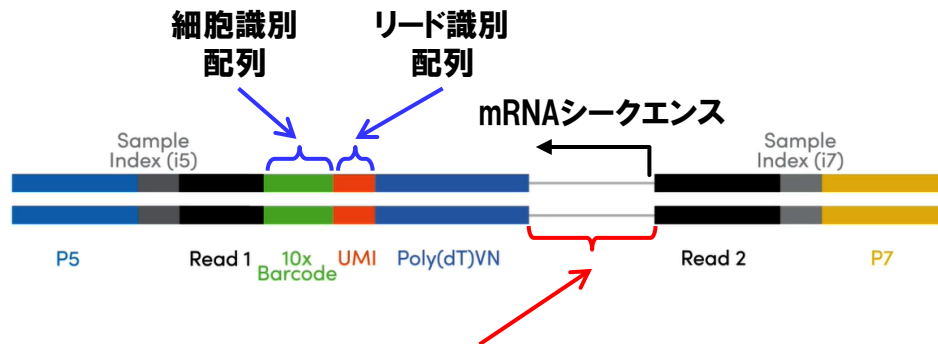 細胞識別
配列
リード識別
配列
mRNAシークエンス
Sample
Index (i5)
Sample
Index (i7)
P5
Read 1
10x
Barcode
UMI
Poly(dT)VN
Read 2
P7